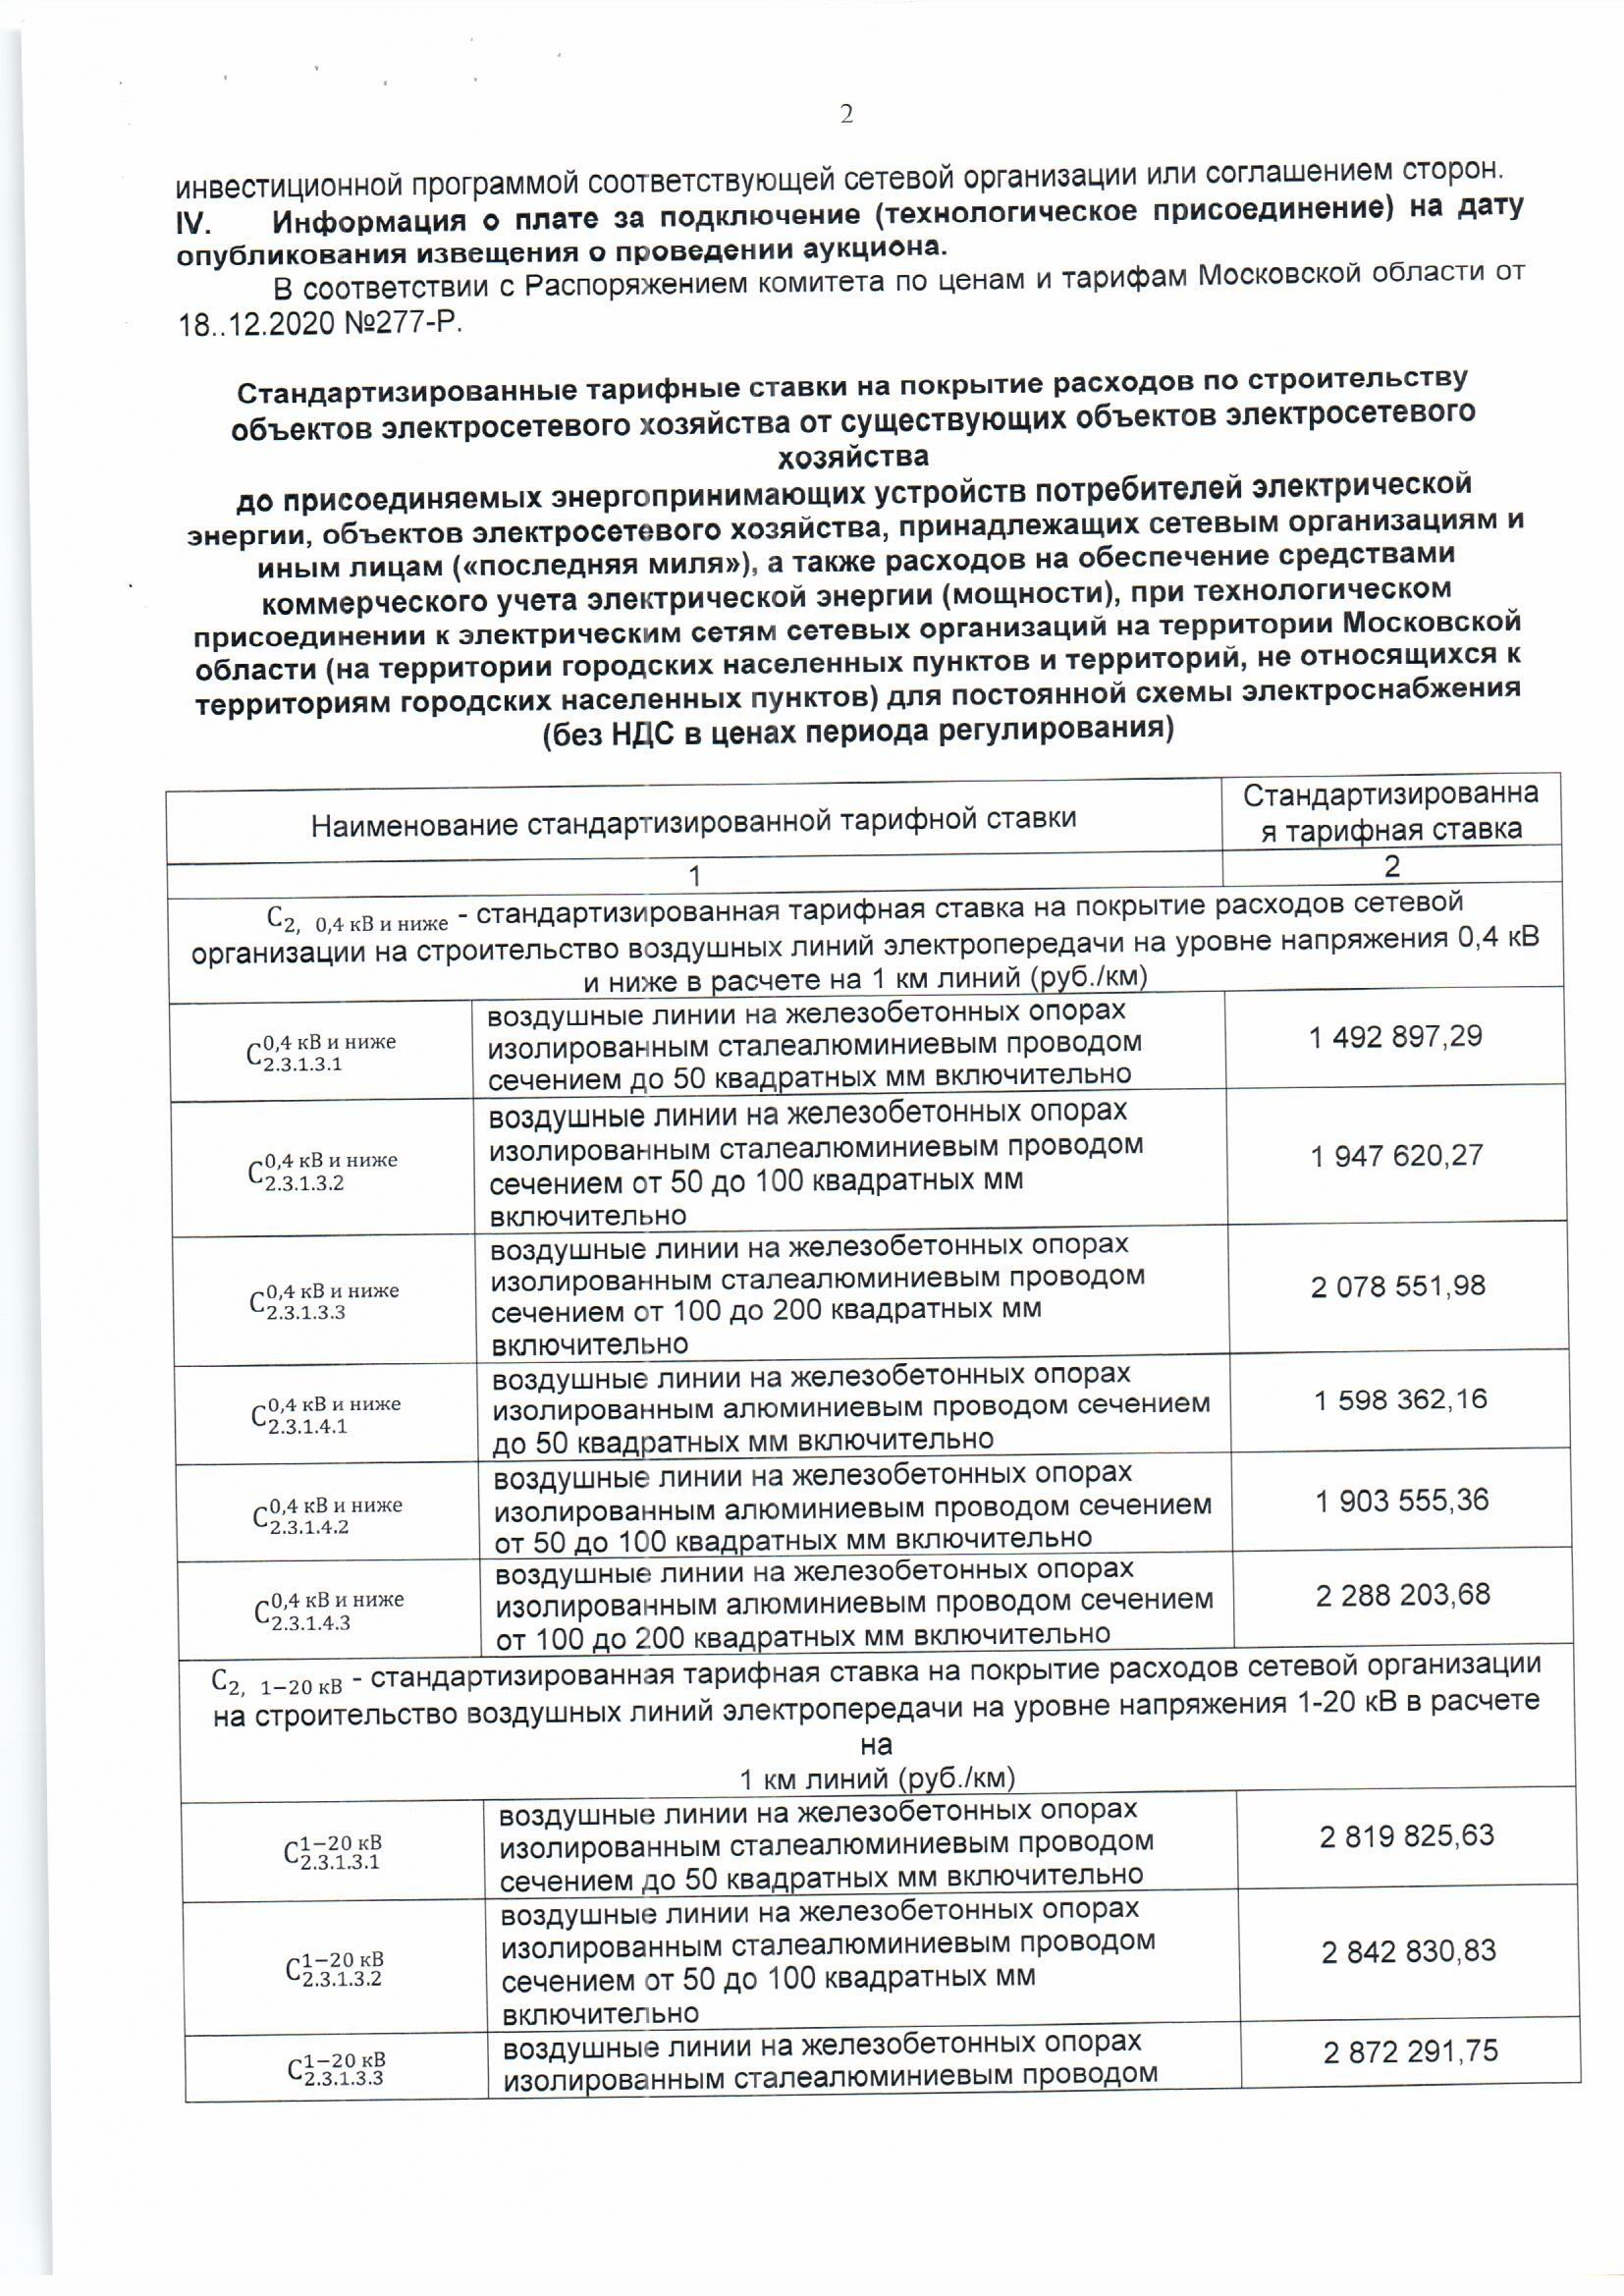 2
инвестиционной программой соответствующей сетевой организации или соглашением сторон.
IV. Информация о плате за подключение (технологическое присоединение) на дату
опубликования извещения о проведении аукциона.
В соответствии с Распоряжением комитета по ценам и тарифам Московской области от
18..12.2020 №277-Р.
Стандартизированные тарифные ставки на покрытие расходов по строительству
объектов электросетевого хозяйства от существующих объектов электросетевого
хозяйства
до присоединяемых энергопринимающих устройств потребителей электрической
энергии, объектов электросетевого хозяйства, принадлежащих сетевым организациям и
иным лицам («последняя миля»), а также расходов на обеспечение средствами
коммерческого учета электрической энергии (мощности), при технологическом
присоединении к электрическим сетям сетевых организаций на территории Московской
области (на территории городских населенных пунктов и территорий, не относящихся к
территориям городских населенных пунктов) для постоянной схемы электроснабжения
(без НДС в ценах периода регулирования)
Наименование стандартизированной тарифной ставки
Стандартизированна
я тарифная ставка
1
2
С2, 0,4 кВ и ниже - стандартизированная тарифная ставка на покрытие расходов сетевой
организации на строительство воздушных линий электропередачи на уровне напряжения 0,4 кВ
и ниже в расчете на 1 км линий (руб./км)
С 0,4 кВ и ниже 2.3.1.3.1
воздушные линии на железобетонных опорах
изолированным сталеалюминиевым проводом
сечением до 50 квадратных мм включительно
1 492 897,29
С 0,4 кВ и ниже 2.3.1.3.2
воздушные линии на железобетонных опорах
изолированным сталеалюминиевым проводом
сечением от 50 до 100 квадратных мм
включительно
1 947 620,27
С 0,4 кВ и ниже 2.3.1.3.3
воздушные линии на железобетонных опорах
изолированным сталеалюминиевым проводом
сечением от 100 до 200 квадратных мм
включительно
2 078 551,98
С 0,4 кВ и ниже 2.3.1.4.1
воздушные линии на железобетонных опорах
изолированным алюминиевым проводом сечением
до 50 квадратных мм включительно
1 598 362,16
С 0,4 кВ и ниже 2.3.1.4.2
воздушные линии на железобетонных опорах
изолированным алюминиевым проводом сечением
от 50 до 100 квадратных мм включительно
1 903 555,36
С 0,4 кВ и ниже 2.3.1.4.3
воздушные линии на железобетонных опорах
изолированным алюминиевым проводом сечением
от 100 до 200 квадратных мм включительно
2 288 203,68
С2, 1–20 кВ - стандартизированная тарифная ставка на покрытие расходов сетевой организации
на строительство воздушных линий электропередачи на уровне напряжения 1-20 кВ в расчете
на
1 км линий (руб./км)
С 1–20 кВ 2.3.1.3.1
воздушные линии на железобетонных опорах
изолированным сталеалюминиевым проводом
сечением до 50 квадратных мм включительно
2 819 825,63
С 1–20 кВ 2.3.1.3.2
воздушные линии на железобетонных опорах
изолированным сталеалюминиевым проводом
сечением от 50 до 100 квадратных мм
включительно
2 842 830,83
С 1–20 кВ 2.3.1.3.3
воздушные линии на железобетонных опорах
изолированным сталеалюминиевым проводом
2 872 291,75